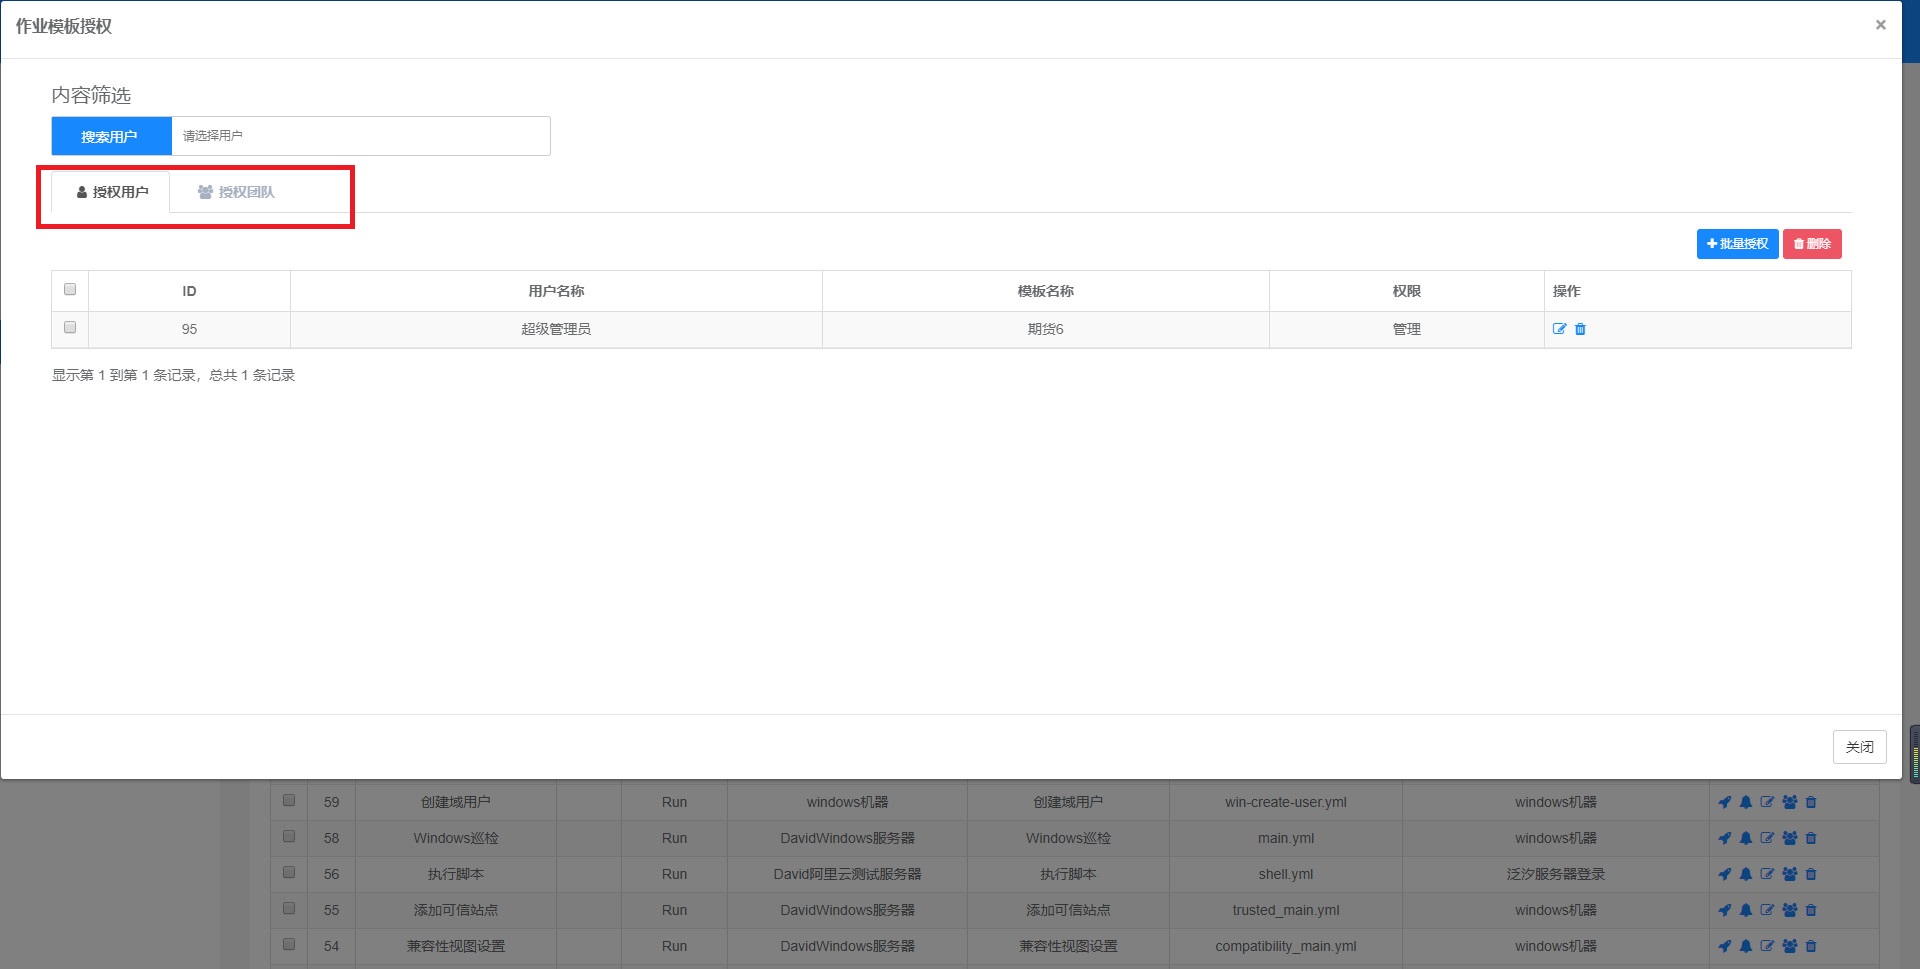 作业模板授权 ×
内容筛选
搜索用户 请选择用户
授权用户 授权团队
批量授权 删除
ID 用户名称 模板名称 权限 操作
95 超级管理员 期货6 管理
显示第 1 到第 1 条记录，总共 1 条记录
关闭
59 创建域用户 Run windows机器 创建域用户 win-create-user.yml windows机器
58 Windows巡检 Run DavidWindows服务器 Windows巡检 main.yml windows机器
56 执行脚本 Run David阿里云测试服务器 执行脚本 shell.yml 泛汐服务器登录
55 添加可信站点 Run DavidWindows服务器 添加可信站点 trusted_main.yml windows机器
54 兼容性视图设置 Run DavidWindows服务器 兼容性视图设置 compatibility_main.yml windows机器